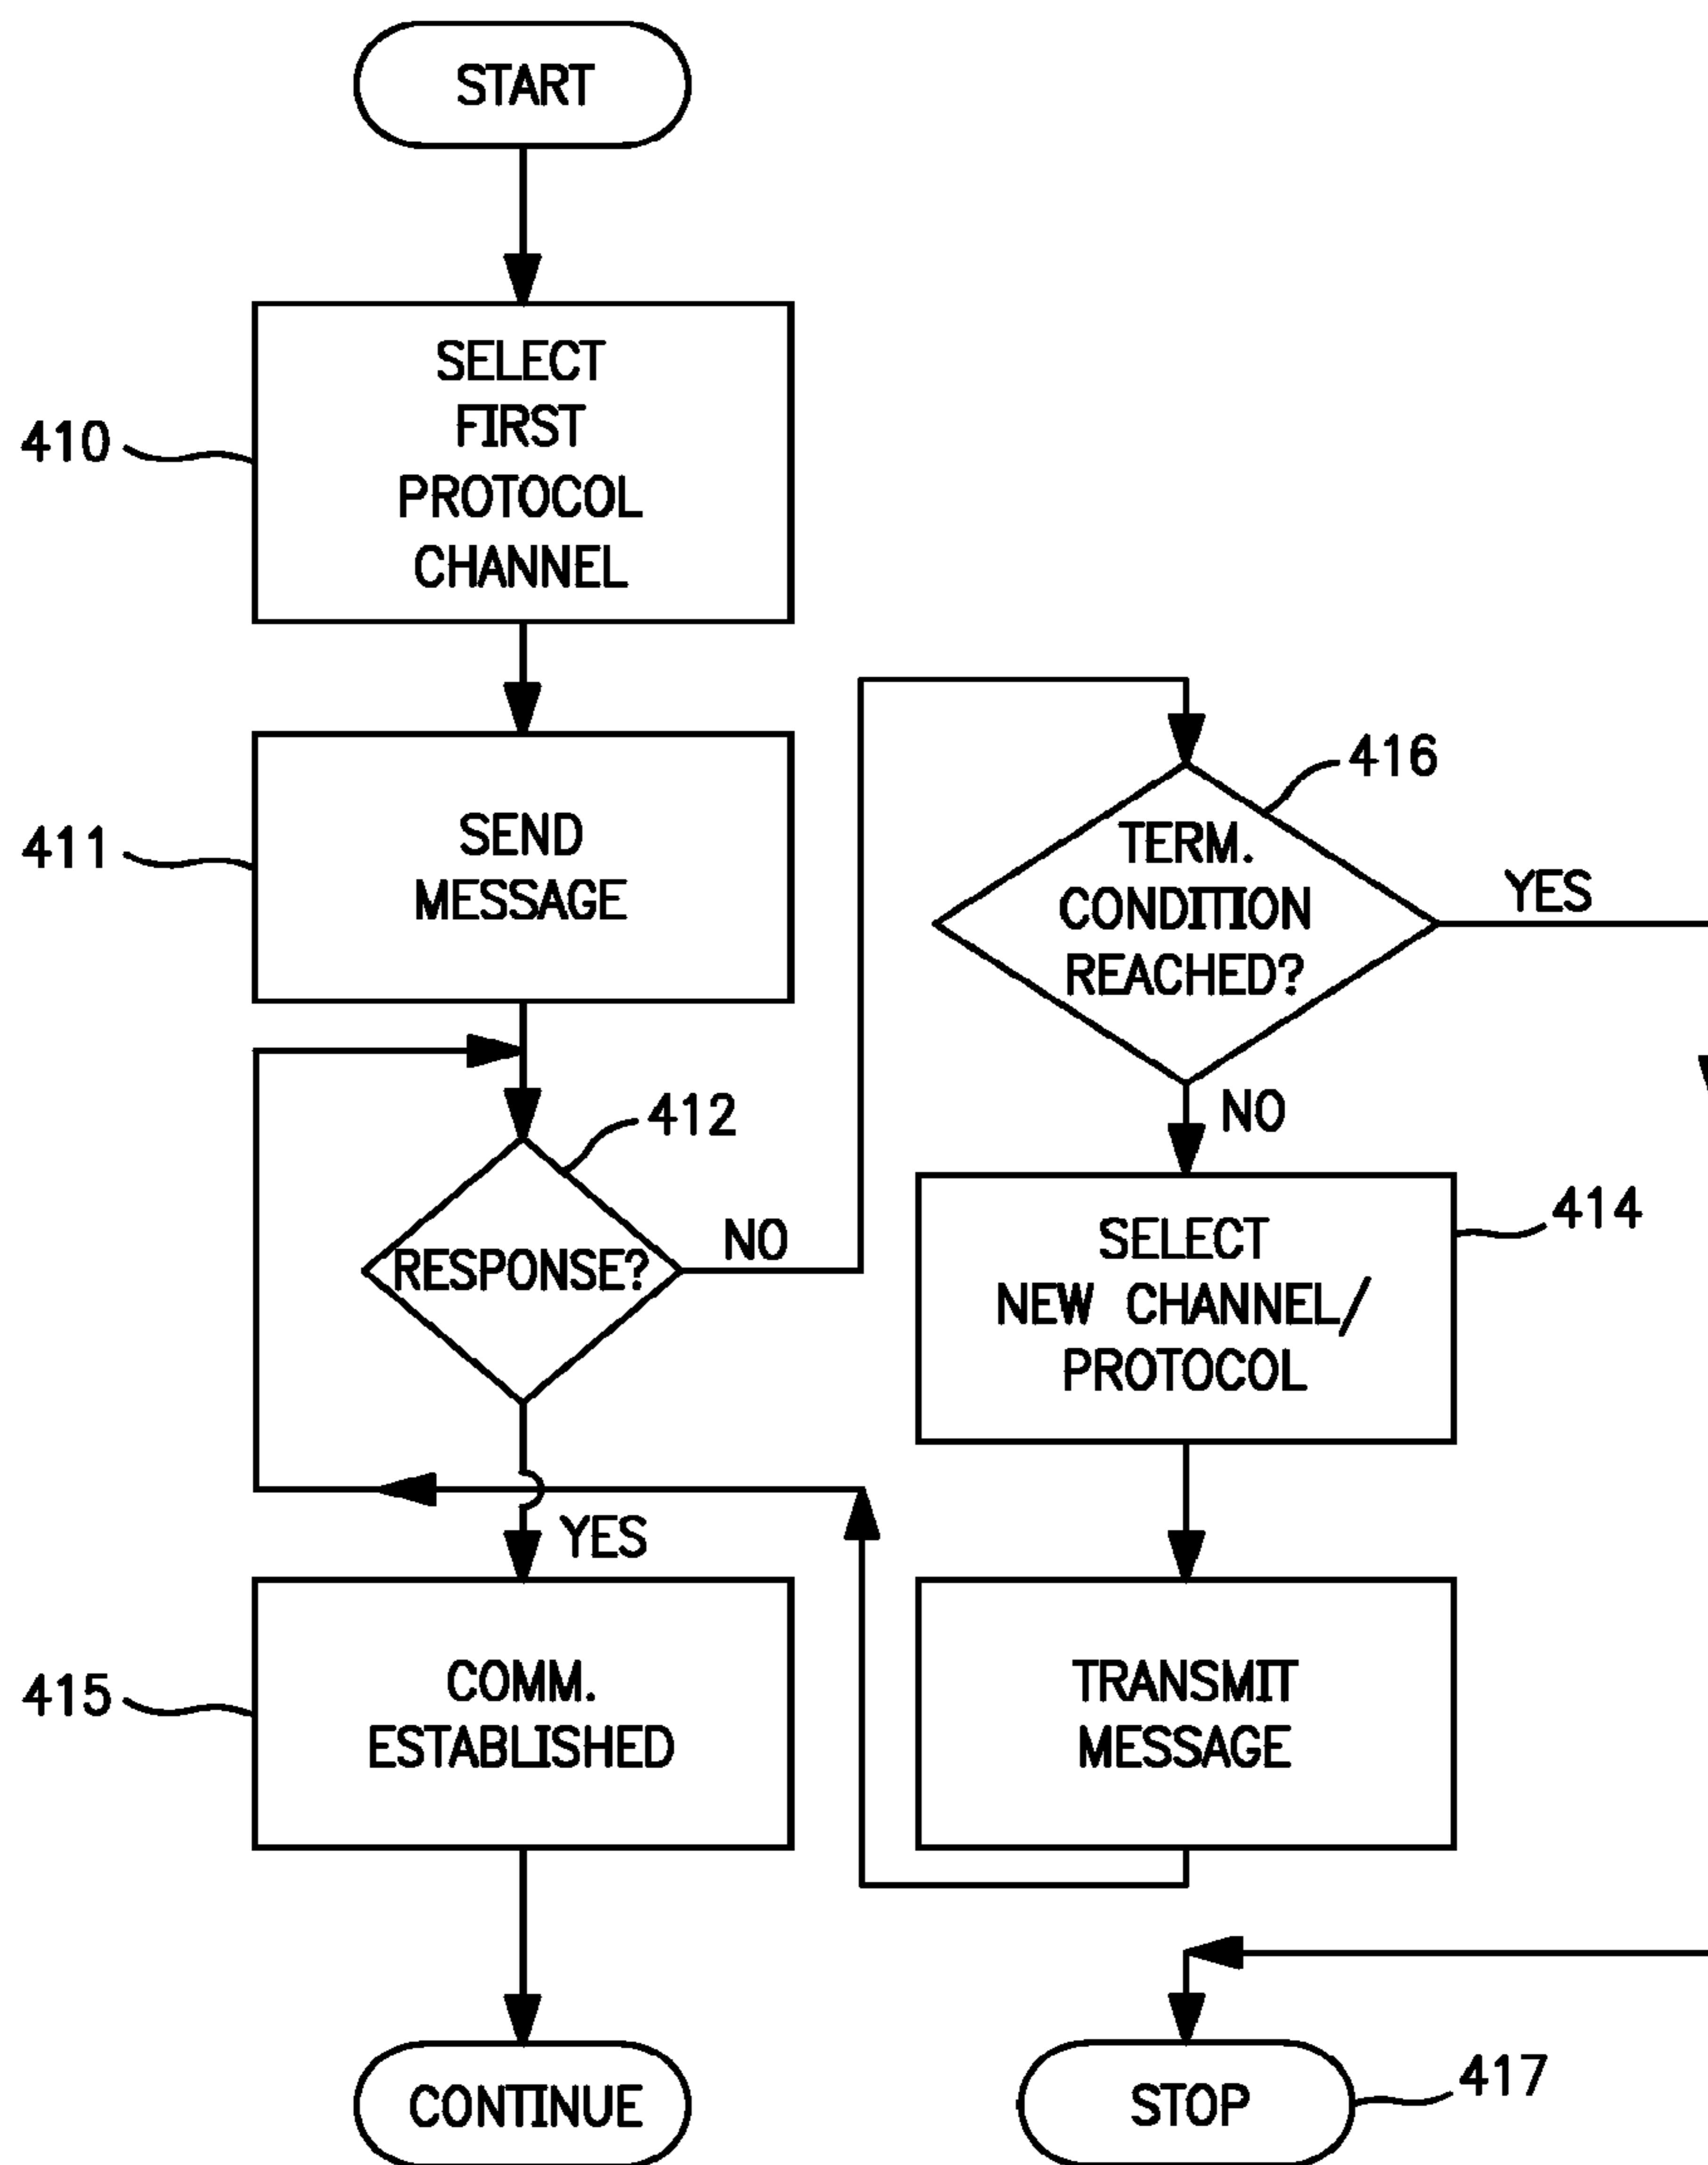 START
SELECT
FIRST
PROTOCOL
CHANNEL
410
SEND
MESSAGE
411
412
RESPONSE?
NO
YES
COMM.
ESTABLISHED
415
CONTINUE
416
TERM.
CONDITION
REACHED?
YES
NO
SELECT
NEW CHANNEL/
PROTOCOL
414
TRANSMIT
MESSAGE
STOP
417